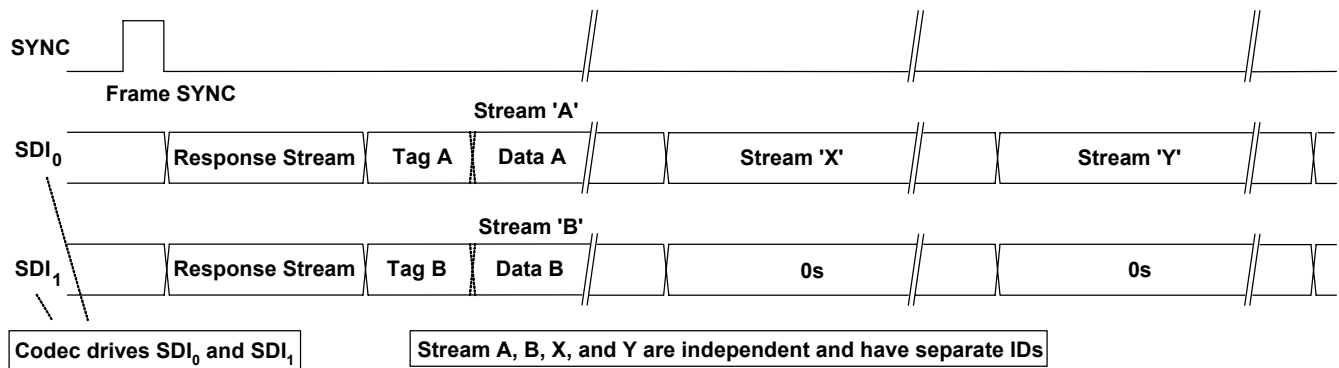 SYNC
Frame SYNC
Stream 'A'
SDI0 Response Stream Tag A Data A Stream 'X' Stream 'Y'
Stream 'B'
SDI1 Response Stream Tag B Data B 0s 0s
Codec drives SDI0 and SDI1
Stream A, B, X, and Y are independent and have separate IDs